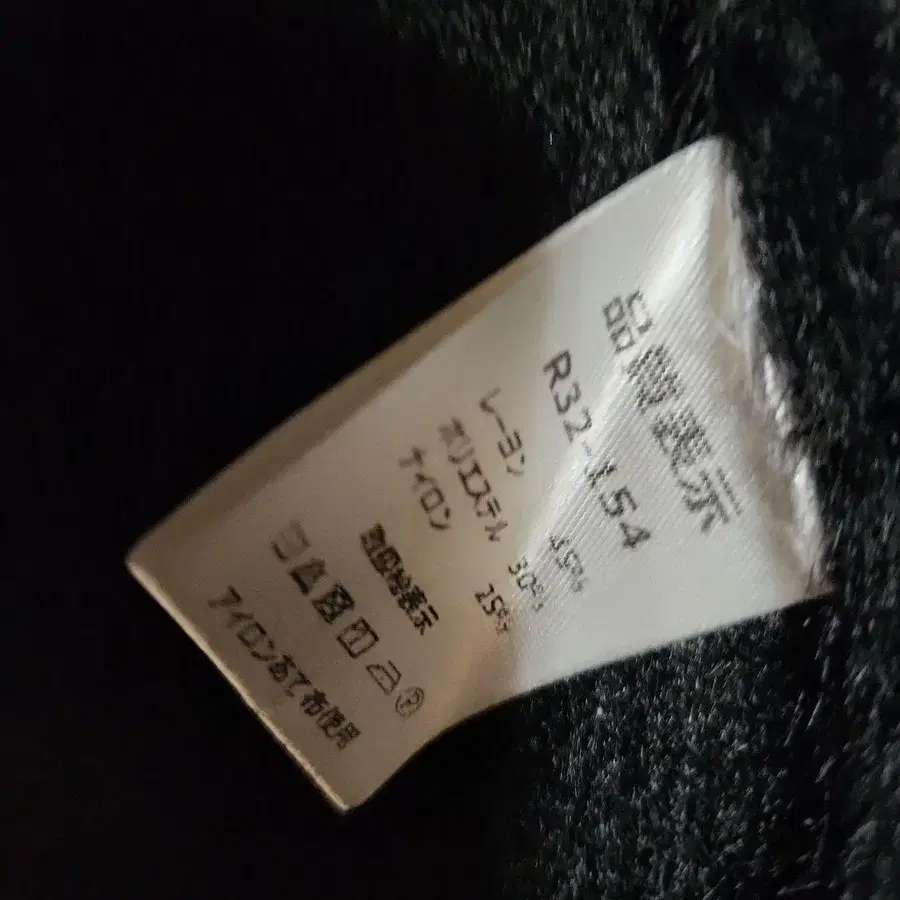 品質表示
R32-154
レーヨン 45%
ポリエステル 30%
ナイロン 25%
取扱絵表示
P
アイロンあて布使用